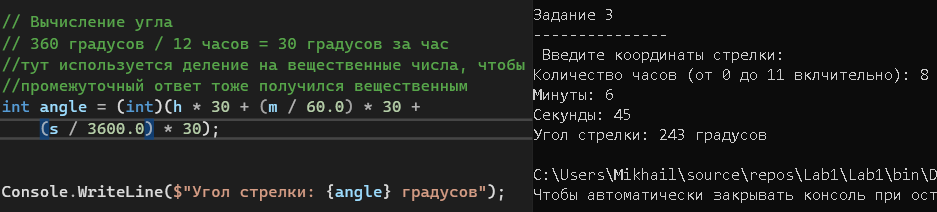 // Вычисление угла
// 360 градусов / 12 часов = 30 градусов за час
//тут используется деление на вещественные числа, чтобы
//промежуточный ответ тоже получился вещественным
int angle = (int)(h * 30 + (m / 60.0) * 30 +
(s / 3600.0) * 30);
Console.WriteLine($"Угол стрелки: {angle} градусов");
Задание 3
---------------
Введите координаты стрелки:
Количество часов (от 0 до 11 вклчительно): 8
Минуты: 6
Секунды: 45
Угол стрелки: 243 градусов
C:\Users\Mikhail\source\repos\Lab1\Lab1\bin\D
Чтобы автоматически закрывать консоль при ост